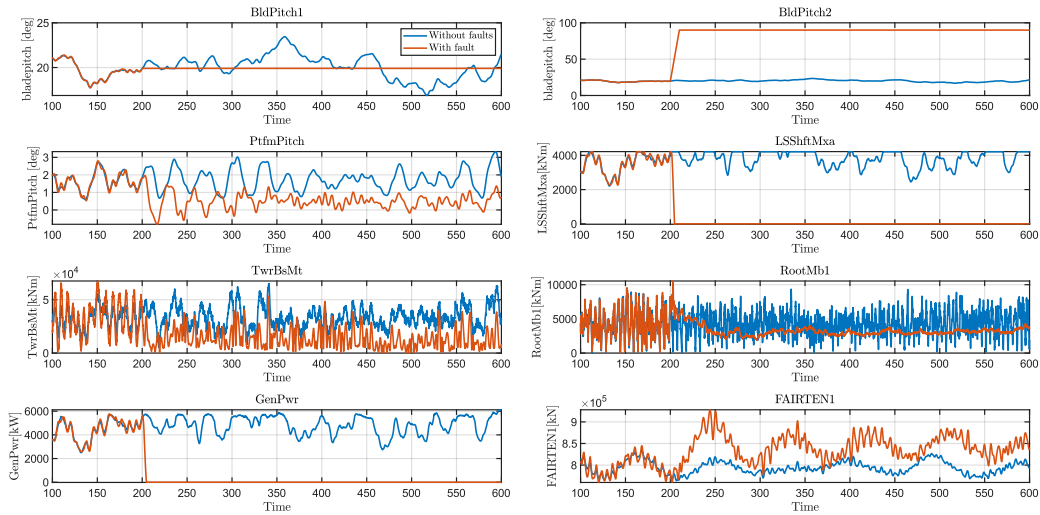 BldPitch1
bladepitch [deg]
25
20
Without faults
With fault
100 150 200 250 300 350 400 450 500 550 600
Time
BldPitch2
bladepitch [deg]
100
50
0
100 150 200 250 300 350 400 450 500 550 600
Time
PtfmPitch
PtfmPitch [deg]
3
2
1
0
100 150 200 250 300 350 400 450 500 550 600
Time
LSShftMxa
LSShftMxa[kNm]
4000
2000
0
100 150 200 250 300 350 400 450 500 550 600
Time
TwrBsMt
×10⁴
TwrBsMt[kNm]
5
0
100 150 200 250 300 350 400 450 500 550 600
Time
RootMb1
RootMb1[kNm]
10000
5000
0
100 150 200 250 300 350 400 450 500 550 600
Time
GenPwr
GenPwr[kW]
6000
4000
2000
0
100 150 200 250 300 350 400 450 500 550 600
Time
FAIRTEN1
×10⁵
FAIRTEN1[kN]
9
8.5
8
100 150 200 250 300 350 400 450 500 550 600
Time